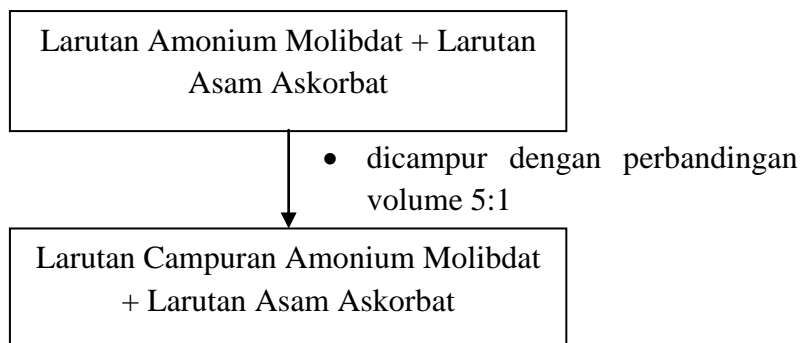 Larutan Amonium Molibdat + Larutan
Asam Askorbat
• dicampur dengan perbandingan
volume 5:1
Larutan Campuran Amonium Molibdat
+ Larutan Asam Askorbat